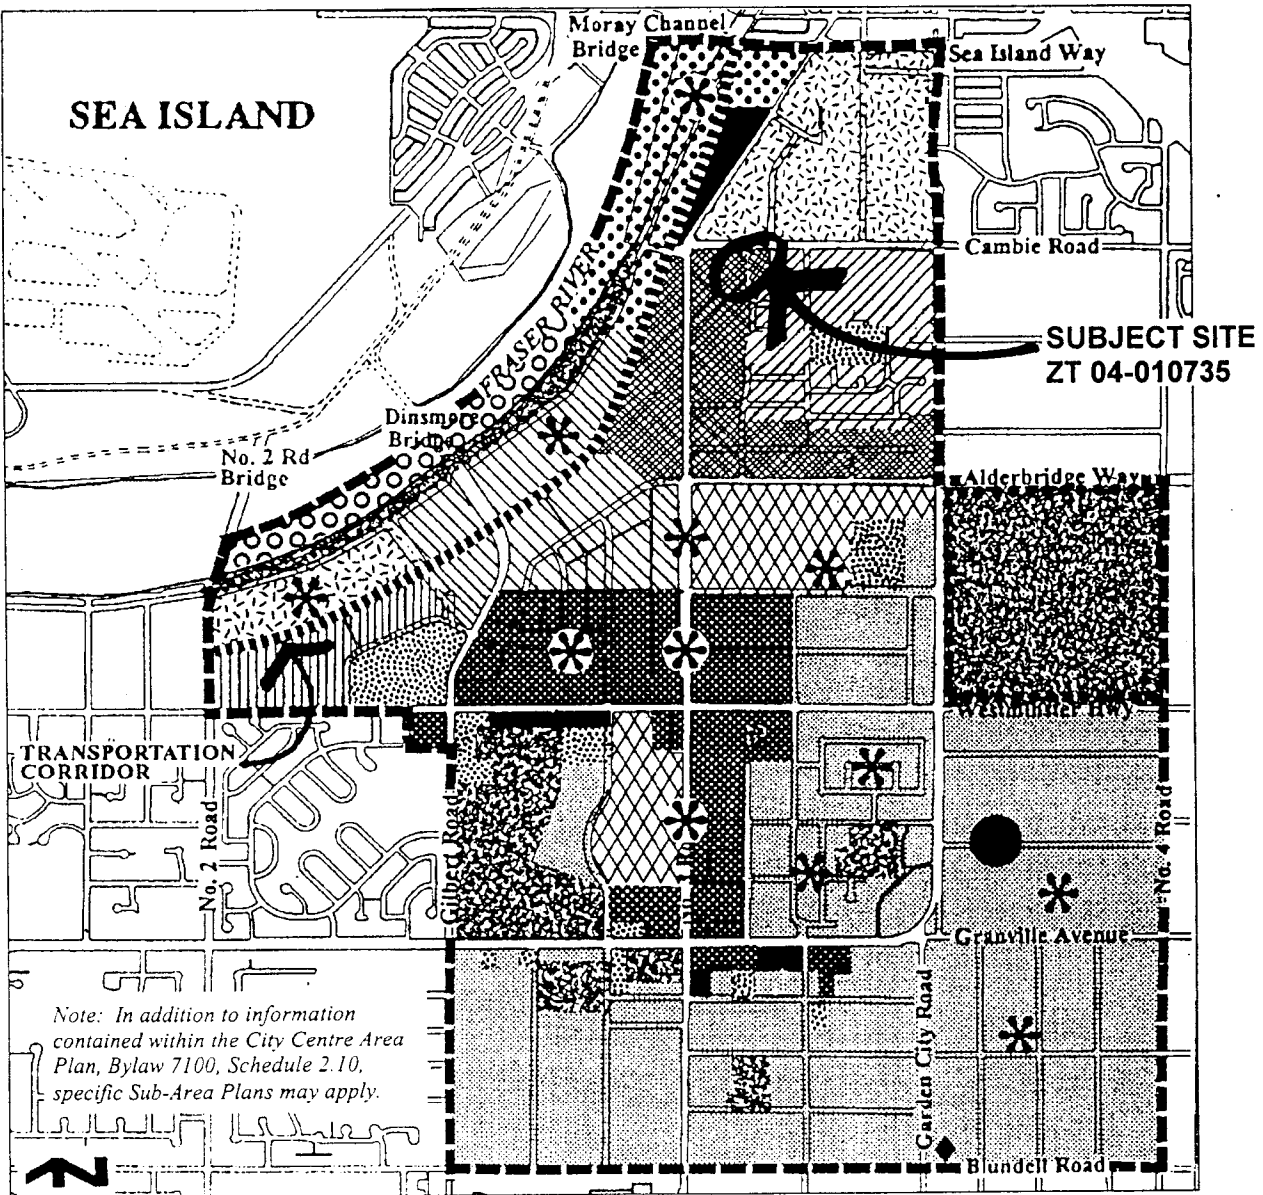 Moray Channel
Bridge
Sea Island Way
SEA ISLAND
Cambie Road
FRASER RIVER
SUBJECT SITE
ZT 04-010735
Dinsmore
Bridge
No. 2 Rd
Bridge
Alderbridge Way
Westminster Hwy
TRANSPORTATION
CORRIDOR
No. 2 Road
Gilbert Road
No. 4 Road
Granville Avenue
Garden City Road
Note: In addition to information
contained within the City Centre Area
Plan, Bylaw 7100, Schedule 2.10,
specific Sub-Area Plans may apply.
Blundell Road